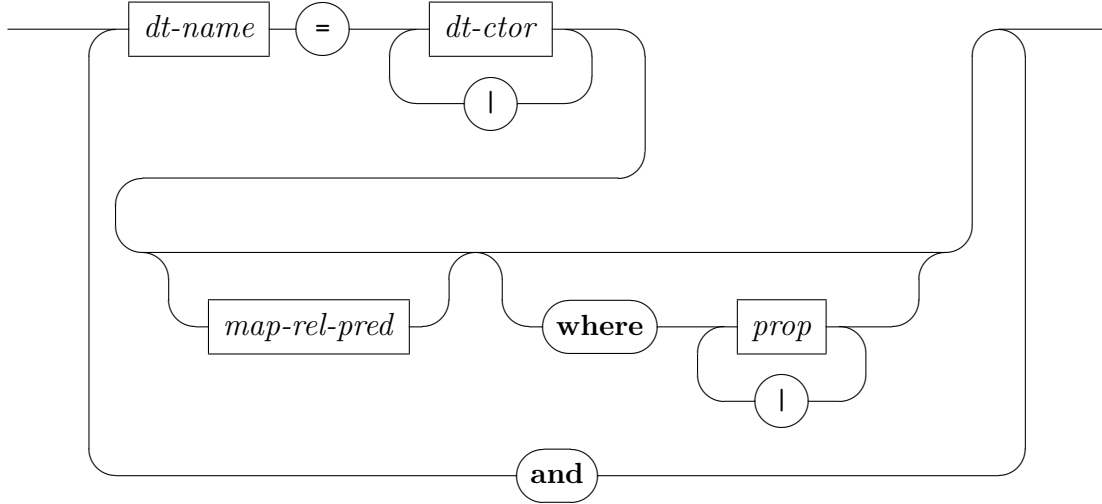 dt-name = dt-ctor
|
map-rel-pred where prop
|
and